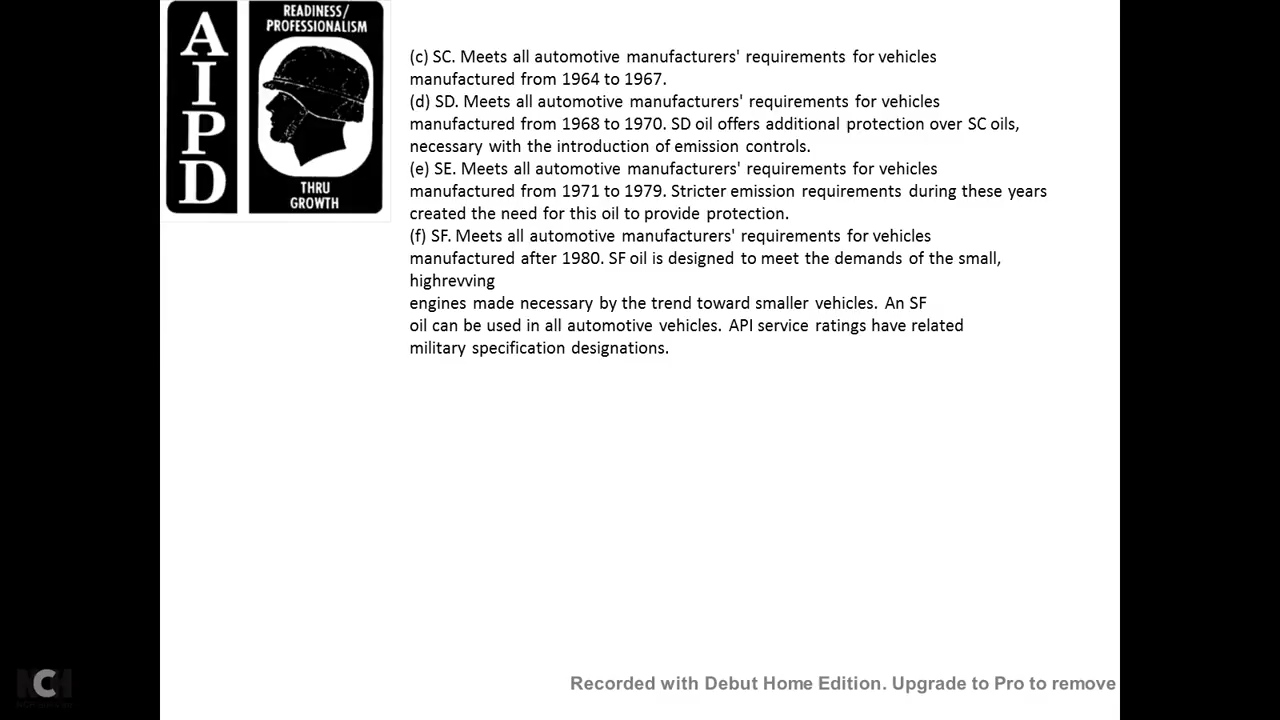 AIPD
READINESS/
PROFESSIONALISM
THRU
GROWTH
(c) SC. Meets all automotive manufacturers' requirements for vehicles
manufactured from 1964 to 1967.
(d) SD. Meets all automotive manufacturers' requirements for vehicles
manufactured from 1968 to 1970. SD oil offers additional protection over SC oils,
necessary with the introduction of emission controls.
(e) SE. Meets all automotive manufacturers' requirements for vehicles
manufactured from 1971 to 1979. Stricter emission requirements during these years
created the need for this oil to provide protection.
(f) SF. Meets all automotive manufacturers' requirements for vehicles
manufactured after 1980. SF oil is designed to meet the demands of the small,
highrevving
engines made necessary by the trend toward smaller vehicles. An SF
oil can be used in all automotive vehicles. API service ratings have related
military specification designations.
Recorded with Debut Home Edition. Upgrade to Pro to remove
NCH